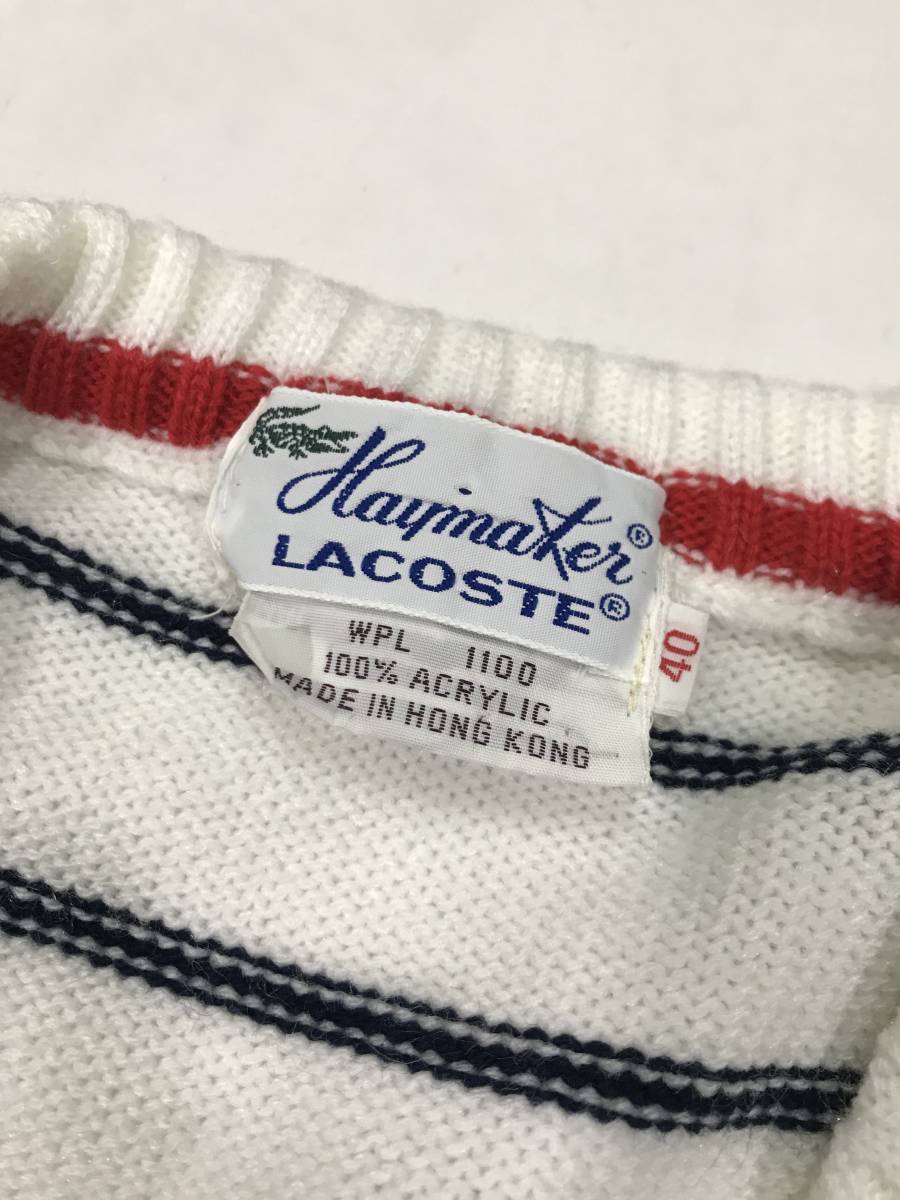 Haymaker®
LACOSTE®
WPL 1100
100% ACRYLIC
MADE IN HONG KONG
40